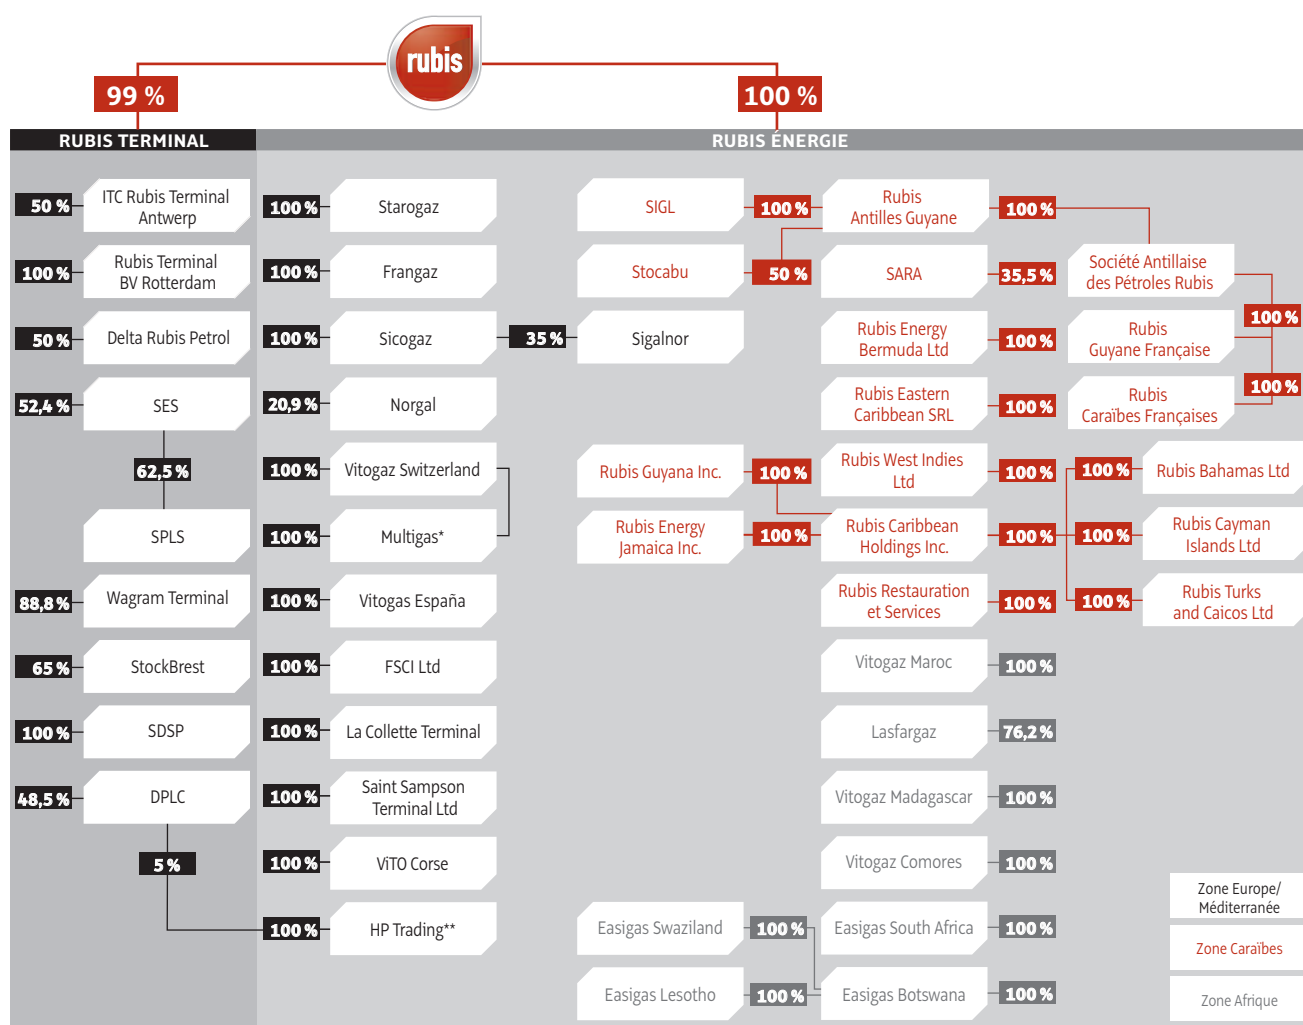 rubis
99 %
100 %
RUBIS TERMINAL
RUBIS ÉNERGIE
50 %
ITC Rubis Terminal
Antwerp
100 %
Rubis Terminal
BV Rotterdam
50 %
Delta Rubis Petrol
52,4 %
SES
62,5 %
SPLS
88,8 %
Wagram Terminal
65 %
StockBrest
100 %
SDSP
48,5 %
DPLC
5 %
100 %
Starogaz
100 %
Frangaz
100 %
Sicogaz
35 %
Sigalnor
20,9 %
Norgal
100 %
Vitogaz Switzerland
100 %
Multigas*
100 %
Vitogas España
100 %
FSCI Ltd
100 %
La Collette Terminal
100 %
Saint Sampson
Terminal Ltd
100 %
ViTO Corse
100 %
HP Trading**
SIGL
100 %
Rubis
Antilles Guyane
100 %
Stocabu
50 %
SARA
35,5 %
Société Antillaise
des Pétroles Rubis
100 %
Rubis Energy
Bermuda Ltd
100 %
Rubis
Guyane Française
100 %
Rubis Eastern
Caribbean SRL
100 %
Rubis
Caraïbes Françaises
Rubis Guyana Inc.
100 %
Rubis West Indies
Ltd
100 %
100 %
Rubis Bahamas Ltd
Rubis Energy
Jamaica Inc.
100 %
Rubis Caribbean
Holdings Inc.
100 %
100 %
Rubis Cayman
Islands Ltd
Rubis Restauration
et Services
100 %
100 %
Rubis Turks
and Caicos Ltd
Vitogaz Maroc
100 %
Lasfargaz
76,2 %
Vitogaz Madagascar
100 %
Vitogaz Comores
100 %
Easigas Swaziland
100 %
Easigas South Africa
100 %
Easigas Lesotho
100 %
Easigas Botswana
100 %
Zone Europe/
Méditerranée
Zone Caraïbes
Zone Afrique